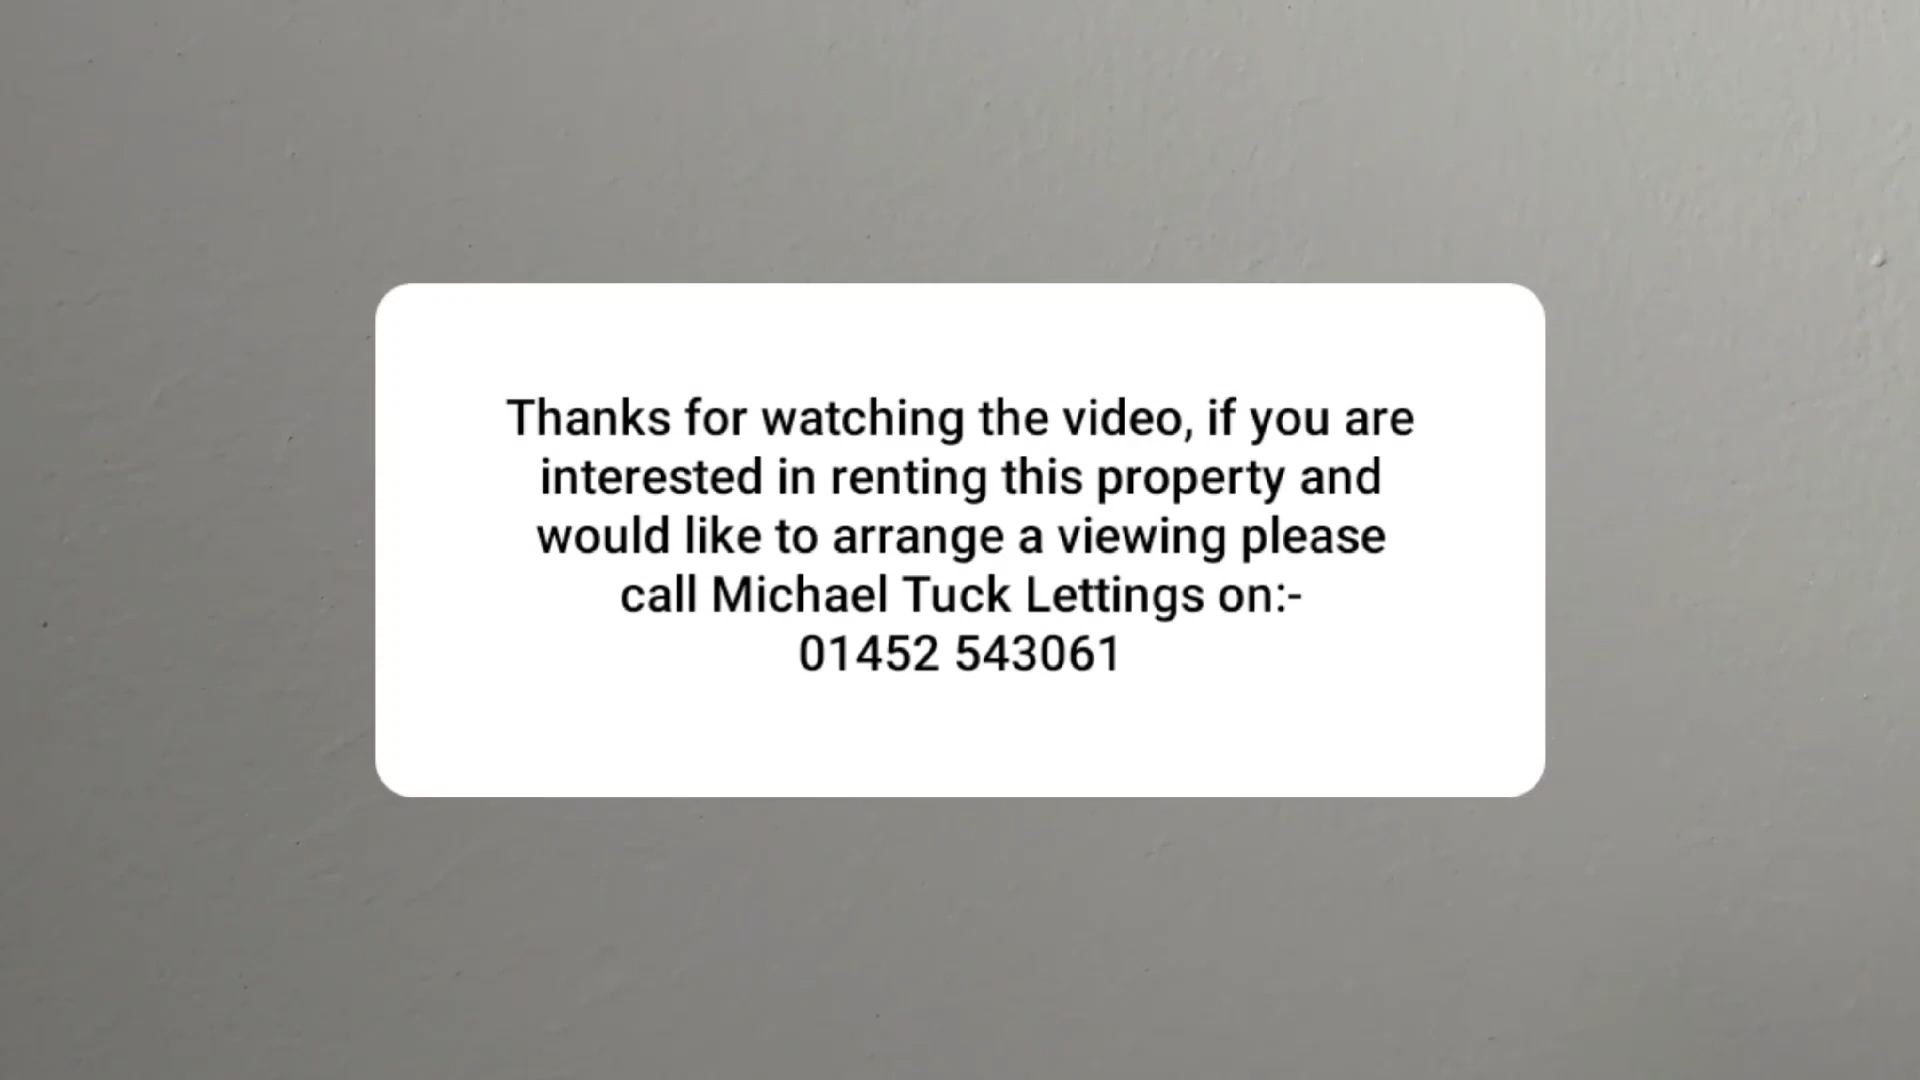 Thanks for watching the video, if you are
interested in renting this property and
would like to arrange a viewing please
call Michael Tuck Lettings on:-
01452 543061